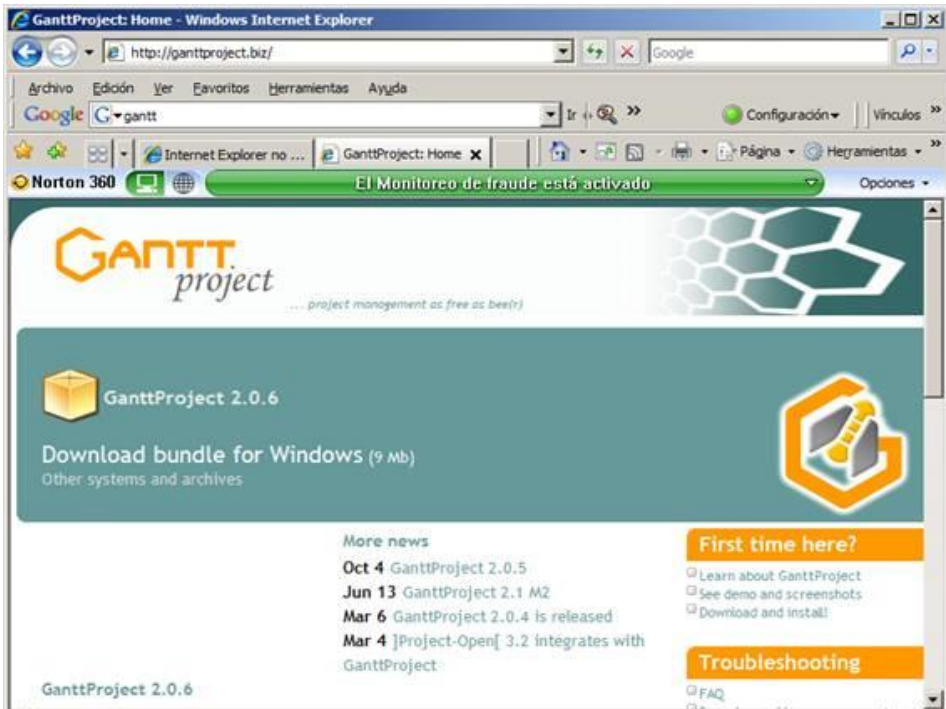 GanttProject: Home - Windows Internet Explorer
http://ganttproject.biz/
Google
Archivo Edición Ver Favoritos Herramientas Ayuda
Google G gantt Ir » Configuración Vínculos »
Internet Explorer no ... GanttProject: Home Página Herramientas »
Norton 360 El Monitoreo de fraude está activado Opciones
GANTT
project
... project management as free as bee(r)
GanttProject 2.0.6
Download bundle for Windows (9 Mb)
Other systems and archives
More news
Oct 4 GanttProject 2.0.5
Jun 13 GanttProject 2.1 M2
Mar 6 GanttProject 2.0.4 is released
Mar 4 ]Project-Open[ 3.2 integrates with
GanttProject
GanttProject 2.0.6
First time here?
Learn about GanttProject
See demo and screenshots
Download and install!
Troubleshooting
FAQ